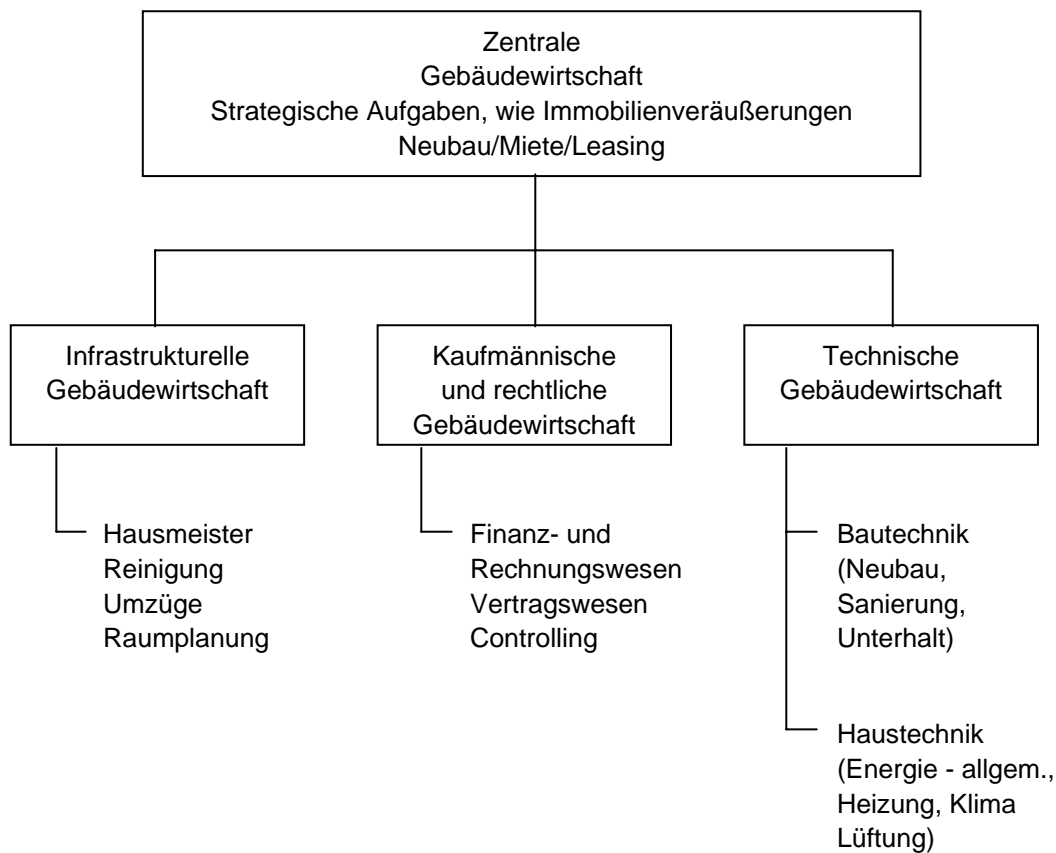 Zentrale
Gebäudewirtschaft
Strategische Aufgaben, wie Immobilienveräußerungen
Neubau/Miete/Leasing
Infrastrukturelle
Gebäudewirtschaft
Kaufmännische
und rechtliche
Gebäudewirtschaft
Technische
Gebäudewirtschaft
Hausmeister
Reinigung
Umzüge
Raumplanung
Finanz- und
Rechnungswesen
Vertragswesen
Controlling
Bautechnik
(Neubau,
Sanierung,
Unterhalt)
Haustechnik
(Energie - allgem.,
Heizung, Klima
Lüftung)